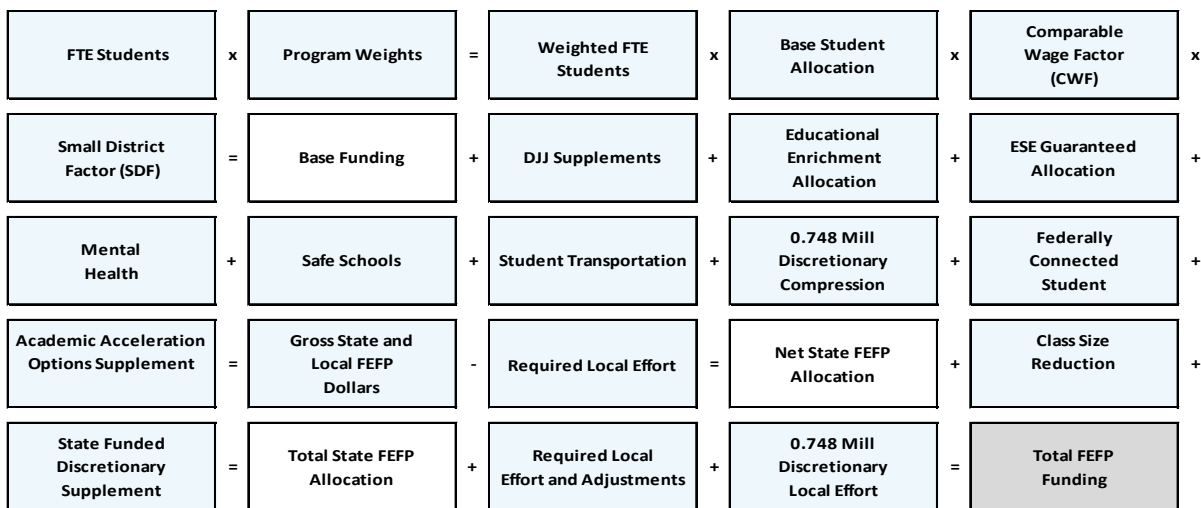 FTE Students x Program Weights = Weighted FTE Students x Base Student Allocation x Comparable Wage Factor (CWF) x
Small District Factor (SDF) = Base Funding + DJJ Supplements + Educational Enrichment Allocation + ESE Guaranteed Allocation +
Mental Health + Safe Schools + Student Transportation + 0.748 Mill Discretionary Compression + Federally Connected Student +
Academic Acceleration Options Supplement = Gross State and Local FEFP Dollars - Required Local Effort = Net State FEFP Allocation + Class Size Reduction +
State Funded Discretionary Supplement = Total State FEFP Allocation + Required Local Effort and Adjustments + 0.748 Mill Discretionary Local Effort = Total FEFP Funding